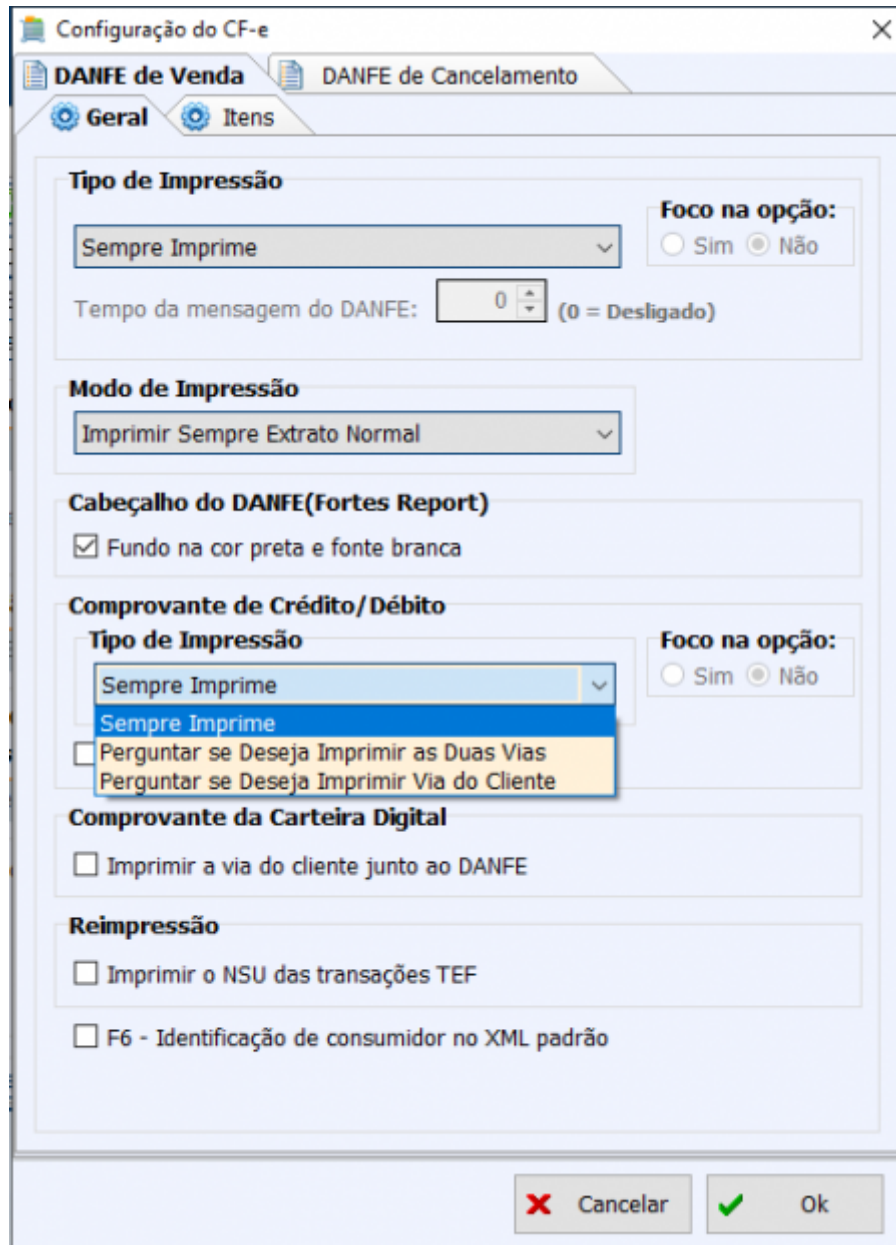 Configuração do CF-e
DANFE de Venda
DANFE de Cancelamento
Geral
Itens
Tipo de Impressão
Foco na opção:
Sempre Imprime
Sim
Não
Tempo da mensagem do DANFE:
0
(0 = Desligado)
Modo de Impressão
Imprimir Sempre Extrato Normal
Cabeçalho do DANFE(Fortes Report)
Fundo na cor preta e fonte branca
Comprovante de Crédito/Débito
Tipo de Impressão
Foco na opção:
Sempre Imprime
Sim
Não
Sempre Imprime
Perguntar se Deseja Imprimir as Duas Vias
Perguntar se Deseja Imprimir Via do Cliente
Comprovante da Carteira Digital
Imprimir a via do cliente junto ao DANFE
Reimpressão
Imprimir o NSU das transações TEF
F6 - Identificação de consumidor no XML padrão
Cancelar
Ok